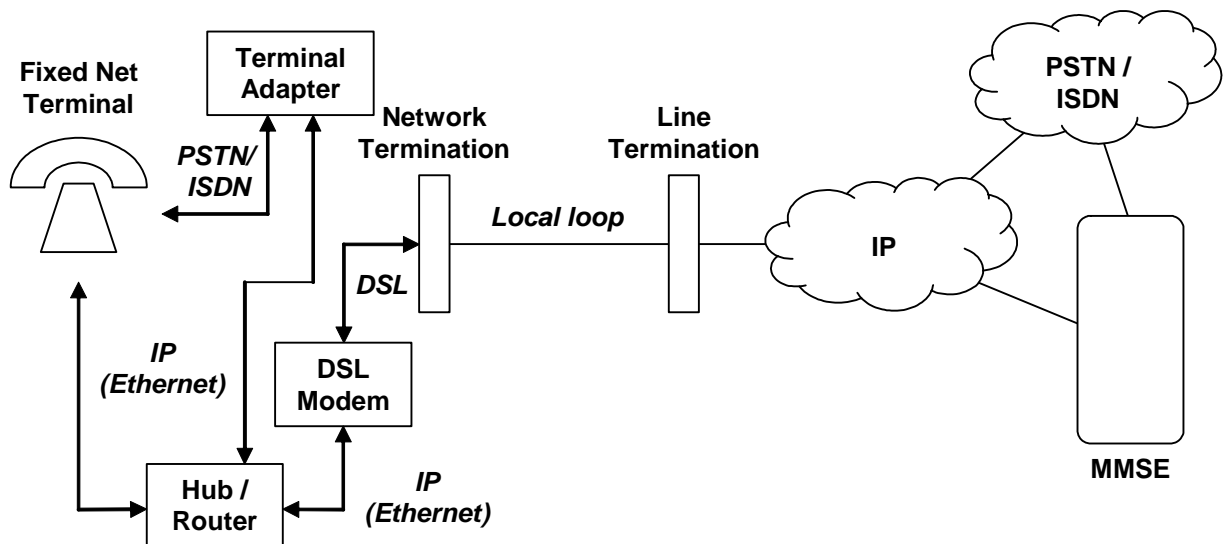 Terminal
Adapter
Fixed Net
Terminal
PSTN/
ISDN
Network
Termination
Line
Termination
PSTN /
ISDN
Local loop
IP
DSL
IP
(Ethernet)
DSL
Modem
Hub /
Router
IP
(Ethernet)
MMSE